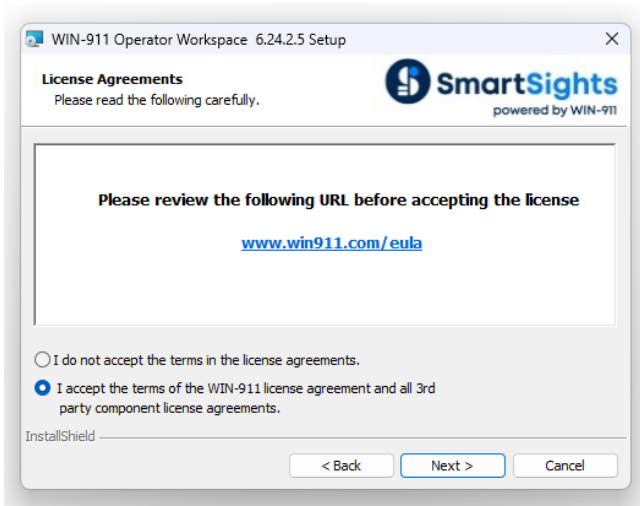 WIN-911 Operator Workspace 6.24.2.5 Setup
License Agreements
Please read the following carefully.
SmartSights
powered by WIN-911
Please review the following URL before accepting the license
www.win911.com/eula
I do not accept the terms in the license agreements.
I accept the terms of the WIN-911 license agreement and all 3rd
party component license agreements.
InstallShield
< Back
Next >
Cancel